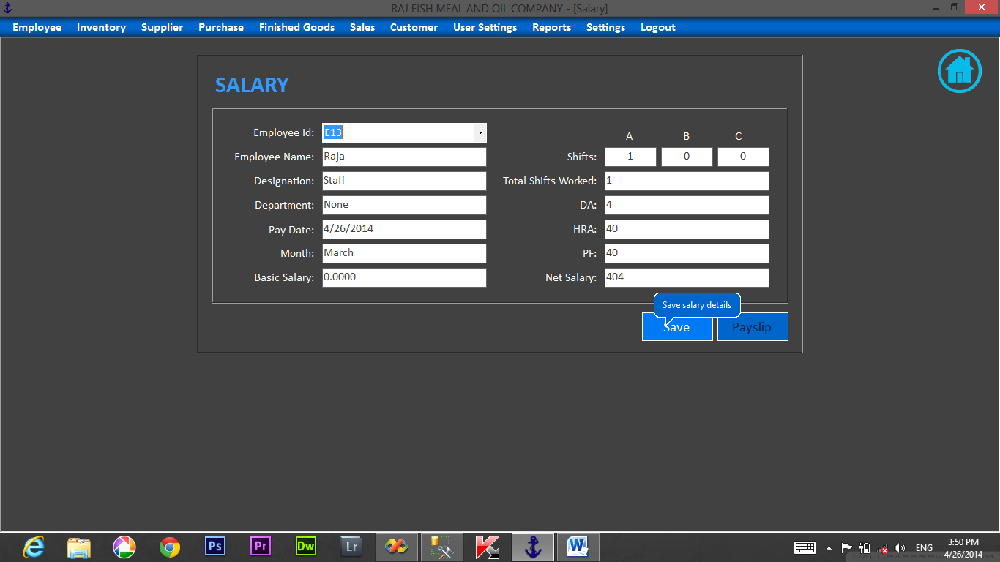 RAJ FISH MEAL AND OIL COMPANY - [Salary]
Employee Inventory Supplier Purchase Finished Goods Sales Customer User Settings Reports Settings Logout
SALARY
Employee Id: E13
Employee Name: Raja
Designation: Staff
Department: None
Pay Date: 4/26/2014
Month: March
Basic Salary: 0.0000
A B C
Shifts: 1 0 0
Total Shifts Worked: 1
DA: 4
HRA: 40
PF: 40
Net Salary: 404
Save salary details
Save Payslip
Ps Pr Dw Lr
ENG
3:50 PM
4/26/2014